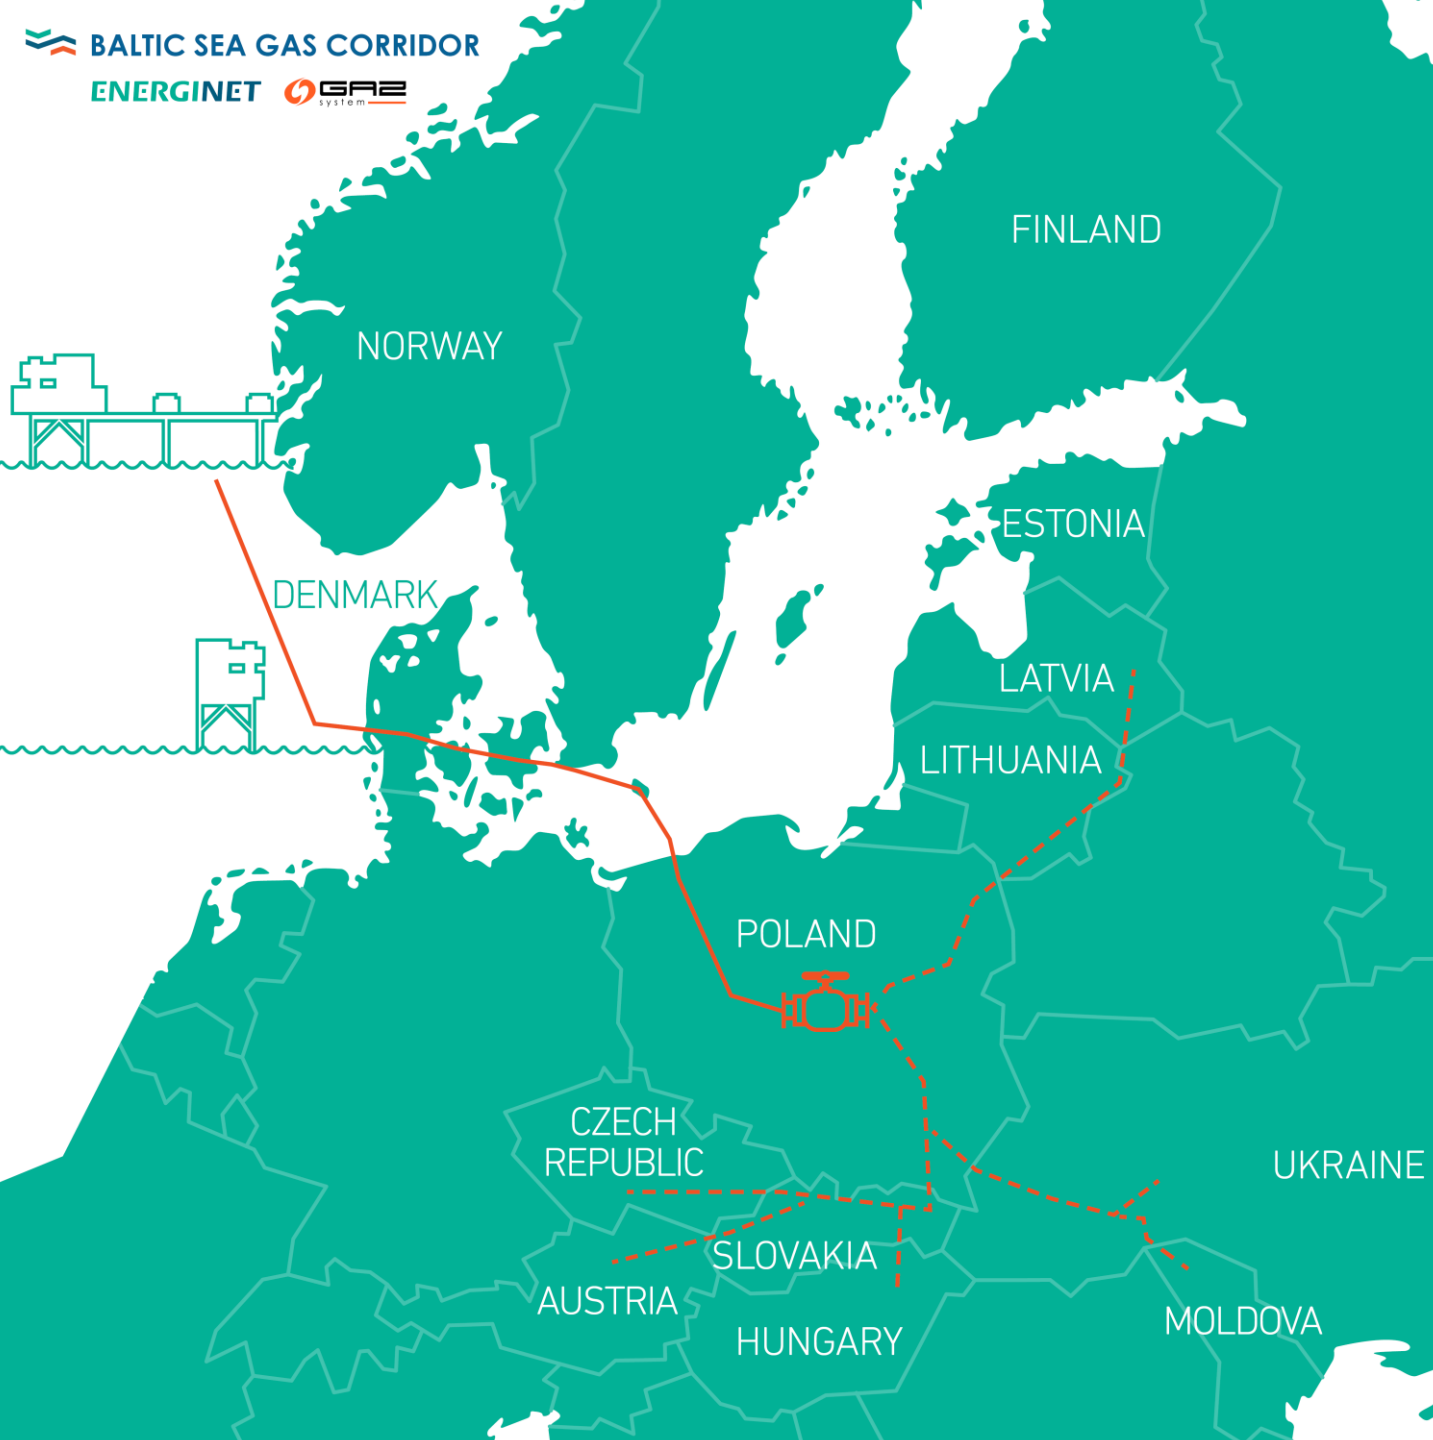 BALTIC SEA GAS CORRIDOR
ENERGINET GAZ
system
FINLAND
NORWAY
ESTONIA
DENMARK
LATVIA
LITHUANIA
POLAND
CZECH
REPUBLIC
UKRAINE
SLOVAKIA
AUSTRIA
MOLDOVA
HUNGARY